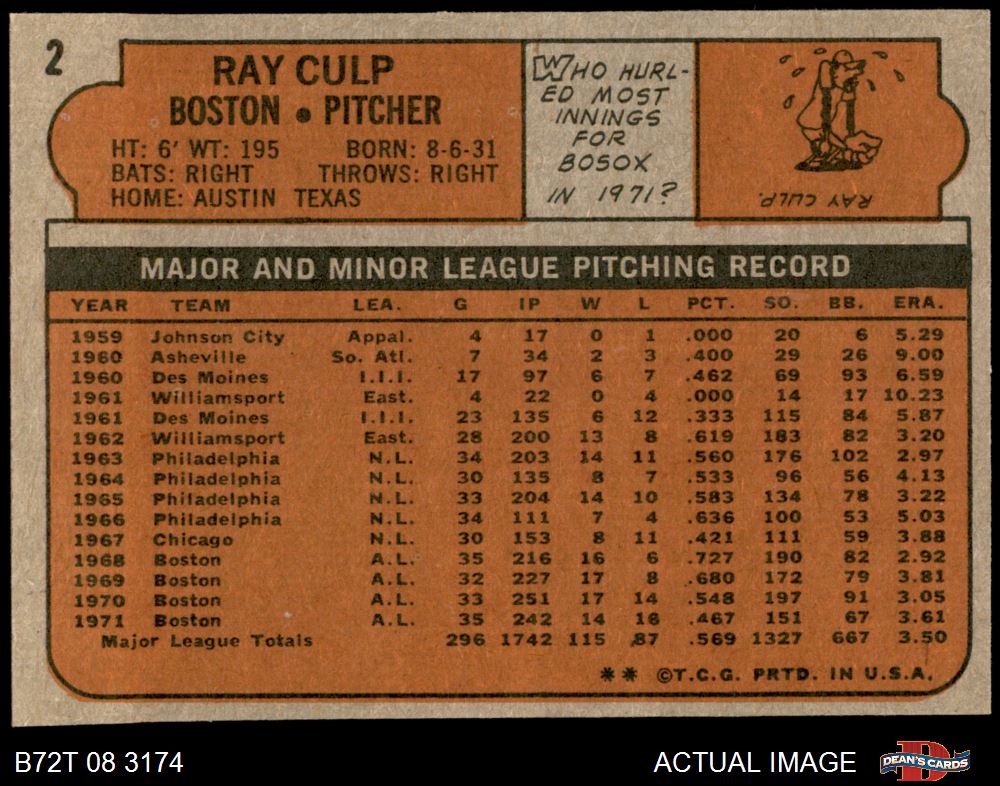 2
RAY CULP
BOSTON • PITCHER
HT: 6' WT: 195 BORN: 8-6-31
BATS: RIGHT THROWS: RIGHT
HOME: AUSTIN TEXAS
WHO HURL-
ED MOST
INNINGS
FOR
BOSOX
IN 1971?
RAY CULP.
MAJOR AND MINOR LEAGUE PITCHING RECORD
YEAR TEAM LEA. G IP W L PCT. SO. BB. ERA.
1959 Johnson City Appal. 4 17 0 1 .000 20 6 5.29
1960 Asheville So. Atl. 7 34 2 3 .400 29 26 9.00
1960 Des Moines I.I.I. 17 97 6 7 .462 69 93 6.59
1961 Williamsport East. 4 22 0 4 .000 14 17 10.23
1961 Des Moines I.I.I. 23 135 6 12 .333 115 84 5.87
1962 Williamsport East. 28 200 13 8 .619 183 82 3.20
1963 Philadelphia N.L. 34 203 14 11 .560 176 102 2.97
1964 Philadelphia N.L. 30 135 8 7 .533 96 56 4.13
1965 Philadelphia N.L. 33 204 14 10 .583 134 78 3.22
1966 Philadelphia N.L. 34 111 7 4 .636 100 53 5.03
1967 Chicago N.L. 30 153 8 11 .421 111 59 3.88
1968 Boston A.L. 35 216 16 6 .727 190 82 2.92
1969 Boston A.L. 32 227 17 8 .680 172 79 3.81
1970 Boston A.L. 33 251 17 14 .548 197 91 3.05
1971 Boston A.L. 35 242 14 16 .467 151 67 3.61
Major League Totals 296 1742 115 87 .569 1327 667 3.50
** ©T.C.G. PRTD. IN U.S.A.
B72T 08 3174 ACTUAL IMAGE
D
DEAN'S CARDS